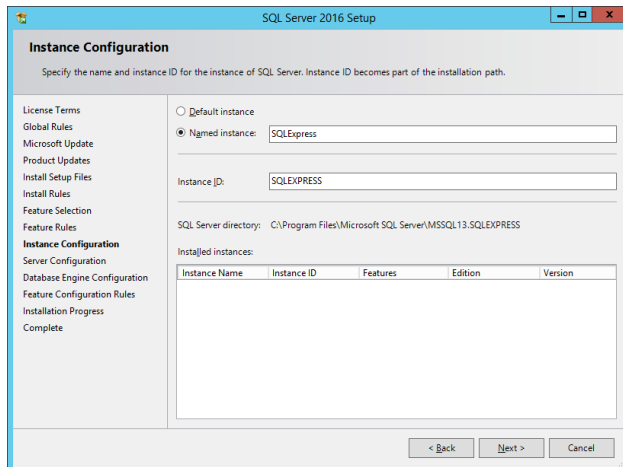 SQL Server 2016 Setup
Instance Configuration
Specify the name and instance ID for the instance of SQL Server. Instance ID becomes part of the installation path.
License Terms
Global Rules
Microsoft Update
Product Updates
Install Setup Files
Install Rules
Feature Selection
Feature Rules
Instance Configuration
Server Configuration
Database Engine Configuration
Feature Configuration Rules
Installation Progress
Complete
Default instance
Named instance: SQLExpress
Instance ID: SQLEXPRESS
SQL Server directory: C:\Program Files\Microsoft SQL Server\MSSQL13.SQLEXPRESS
Installed instances:
Instance Name Instance ID Features Edition Version
< Back Next > Cancel